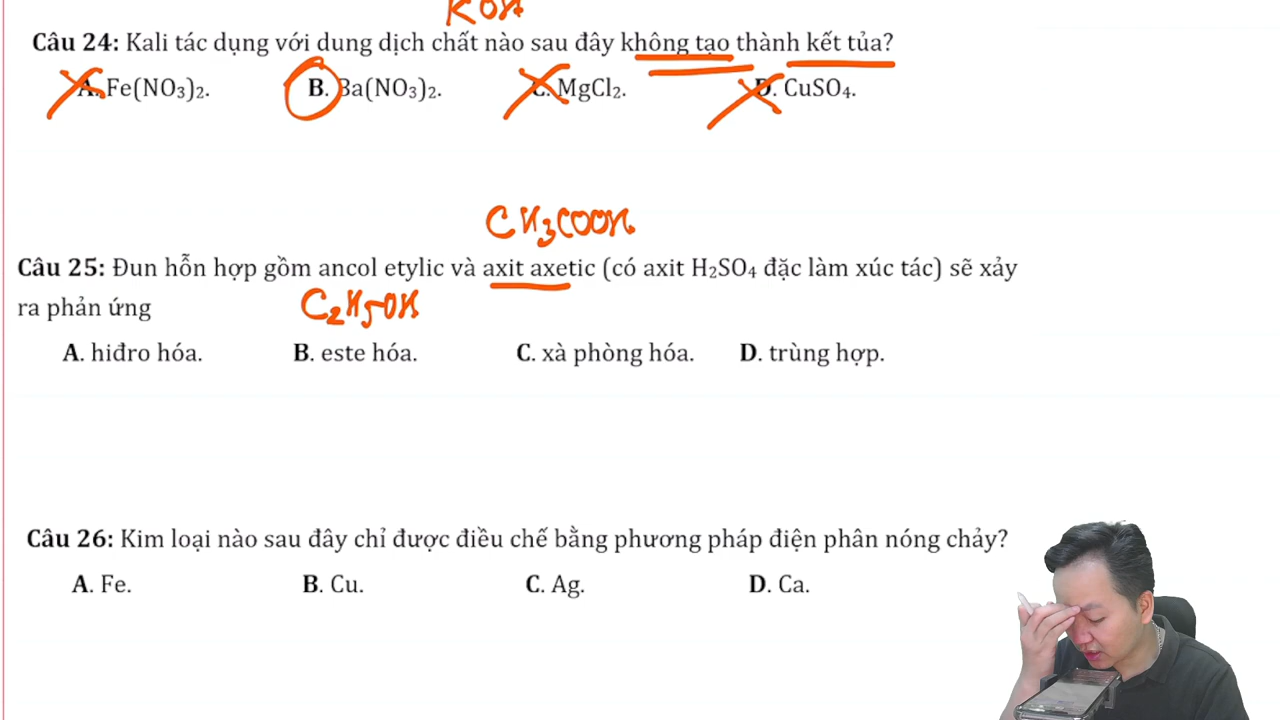 KOH
Câu 24: Kali tác dụng với dung dịch chất nào sau đây không tạo thành kết tủa?
A. Fe(NO₃)₂. B. Ba(NO₃)₂. C. MgCl₂. D. CuSO₄.
CH₃COOH
Câu 25: Đun hỗn hợp gồm ancol etylic và axit axetic (có axit H₂SO₄ đặc làm xúc tác) sẽ xảy
ra phản ứng C₂H₅OH
A. hiđro hóa. B. este hóa. C. xà phòng hóa. D. trùng hợp.
Câu 26: Kim loại nào sau đây chỉ được điều chế bằng phương pháp điện phân nóng chảy?
A. Fe. B. Cu. C. Ag. D. Ca.